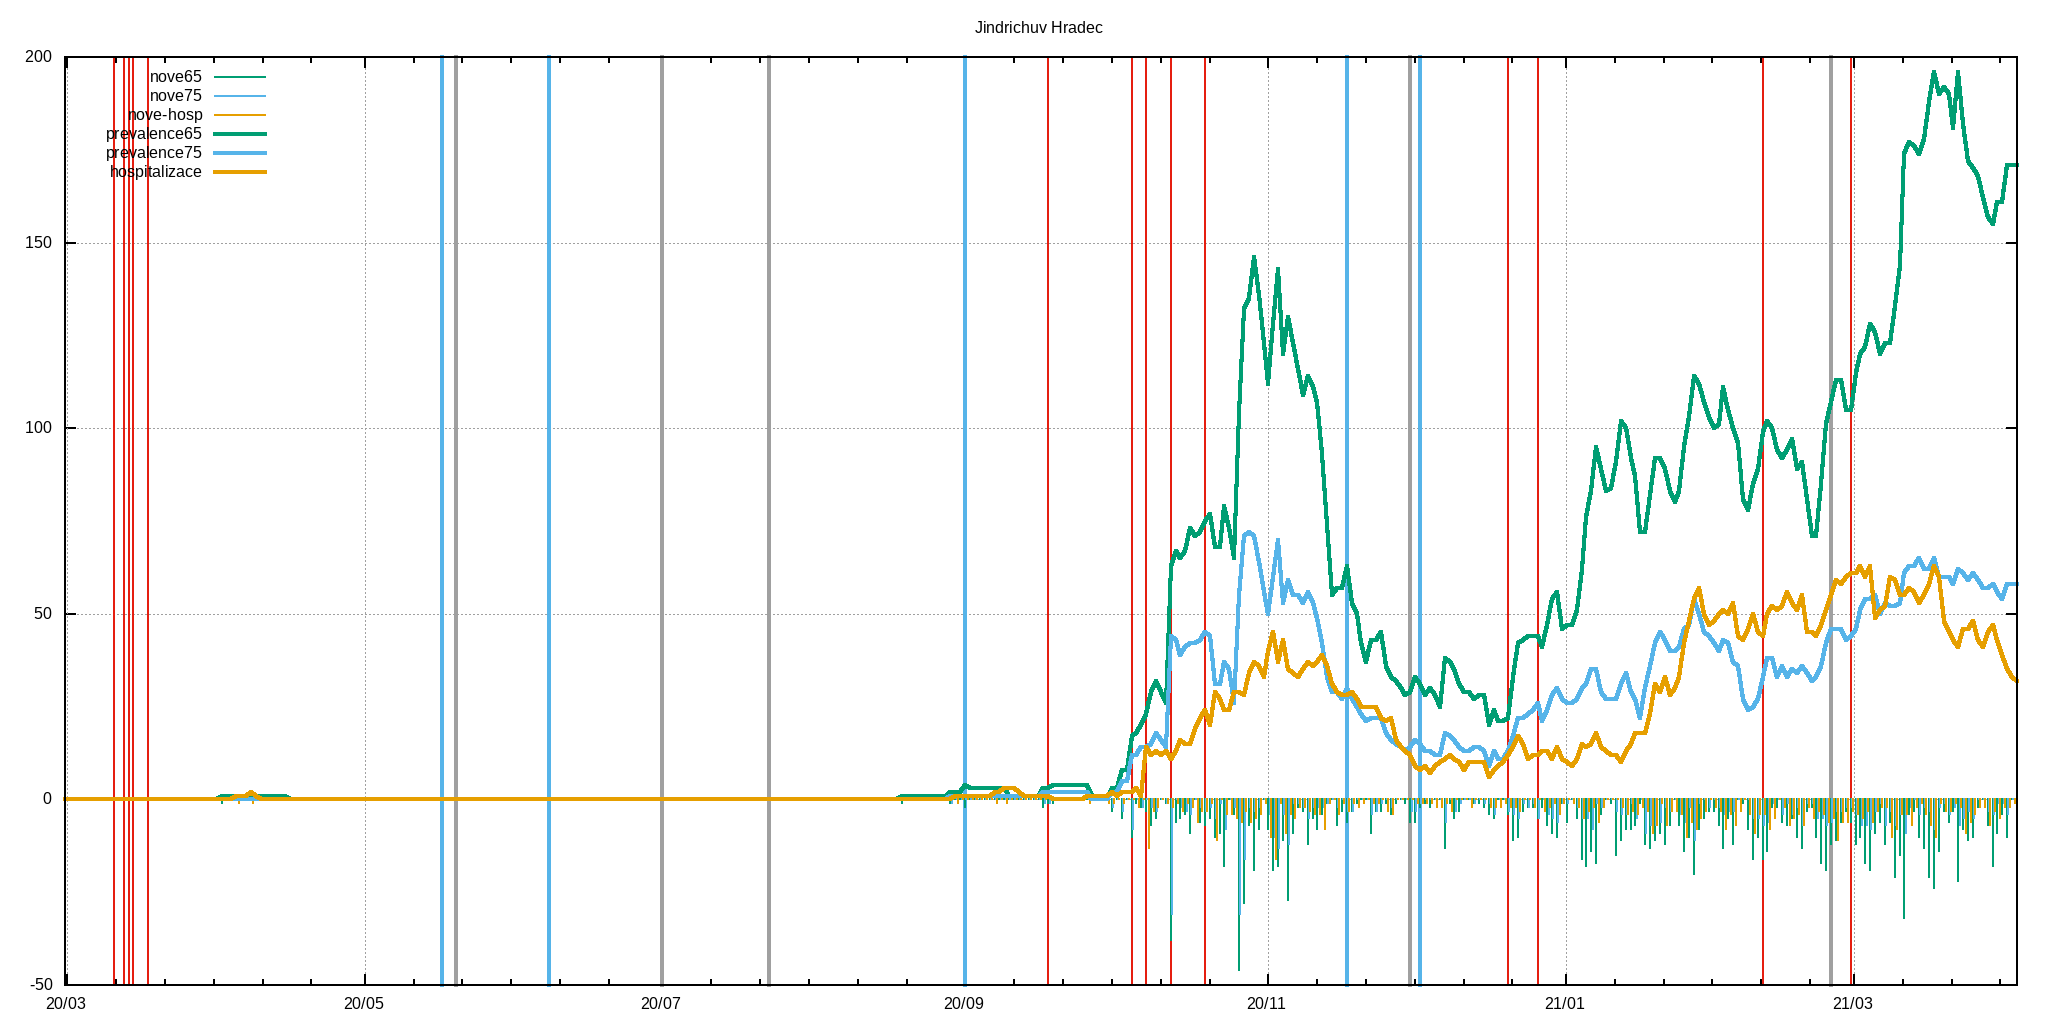 Jindrichuv Hradec
200
150
100
50
0
-50
nove65
nove75
nove-hosp
prevalence65
prevalence75
hospitalizace
20/03 20/05 20/07 20/09 20/11 21/01 21/03